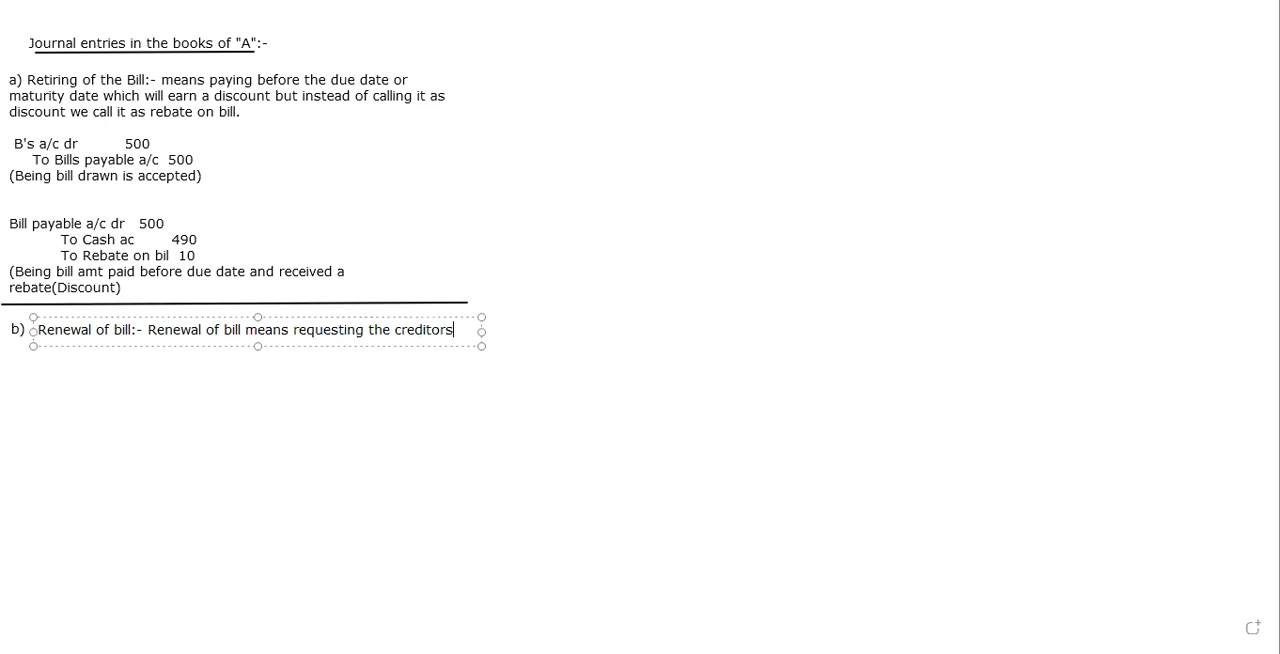 Journal entries in the books of "A":-
a) Retiring of the Bill:- means paying before the due date or
maturity date which will earn a discount but instead of calling it as
discount we call it as rebate on bill.
B's a/c dr 500
To Bills payable a/c 500
(Being bill drawn is accepted)
Bill payable a/c dr 500
To Cash ac 490
To Rebate on bil 10
(Being bill amt paid before due date and received a
rebate(Discount)
b) Renewal of bill:- Renewal of bill means requesting the creditors